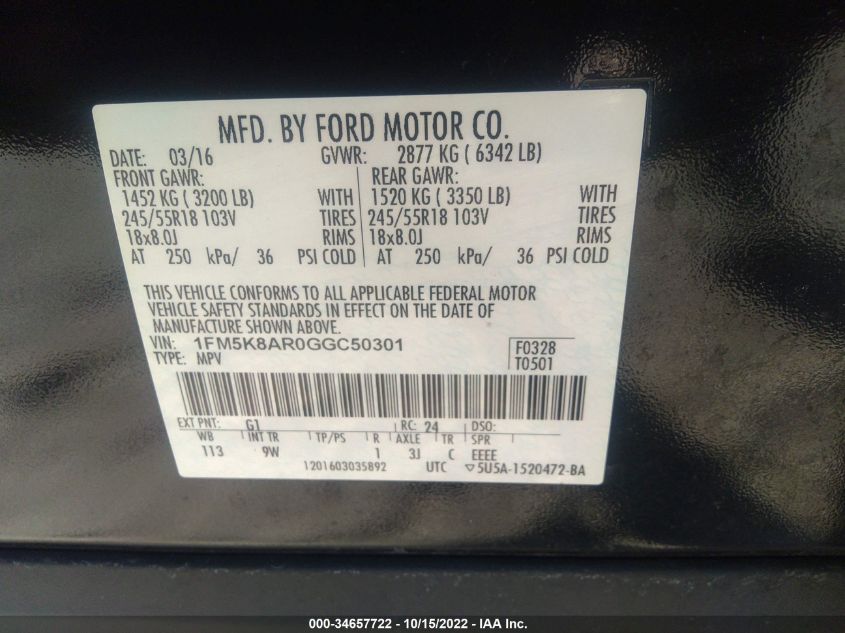 MFD. BY FORD MOTOR CO.
DATE: 03/16 GVWR: 2877 KG ( 6342 LB)
FRONT GAWR: REAR GAWR:
1452 KG ( 3200 LB) WITH 1520 KG ( 3350 LB) WITH
245/55R18 103V TIRES 245/55R18 103V TIRES
18x8.0J RIMS 18x8.0J RIMS
AT 250 kPa/ 36 PSI COLD AT 250 kPa/ 36 PSI COLD
THIS VEHICLE CONFORMS TO ALL APPLICABLE FEDERAL MOTOR
VEHICLE SAFETY STANDARDS IN EFFECT ON THE DATE OF
MANUFACTURE SHOWN ABOVE.
VIN: 1FM5K8AR0GGC50301 F0328
TYPE: MPV T0501
EXT PNT: G1 RC: 24 DSO:
WB INT TR TP/PS R AXLE TR SPR
113 9W 1 3J C EEEE
1201603035892 UTC ▽5U5A-1520472-BA
000-34657722 - 10/15/2022 - IAA Inc.